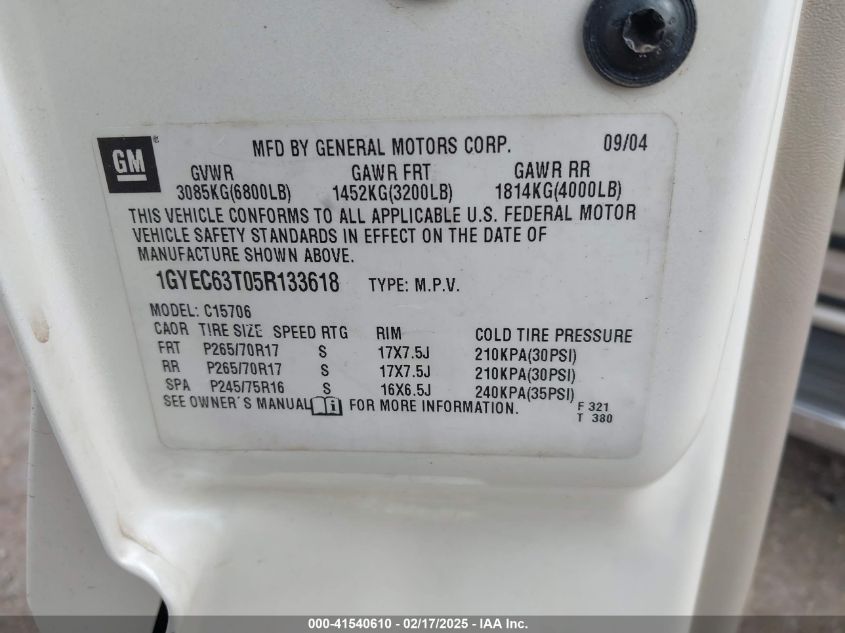 GM®
MFD BY GENERAL MOTORS CORP. 09/04
GVWR GAWR FRT GAWR RR
3085KG(6800LB) 1452KG(3200LB) 1814KG(4000LB)
THIS VEHICLE CONFORMS TO ALL APPLICABLE U.S. FEDERAL MOTOR
VEHICLE SAFETY STANDARDS IN EFFECT ON THE DATE OF
MANUFACTURE SHOWN ABOVE.
1GYEC63T05R133618 TYPE: M.P.V.
MODEL: C15706
CAOR TIRE SIZE SPEED RTG RIM COLD TIRE PRESSURE
FRT P265/70R17 S 17X7.5J 210KPA(30PSI)
RR P265/70R17 S 17X7.5J 210KPA(30PSI)
SPA P245/75R16 S 16X6.5J 240KPA(35PSI)
SEE OWNER'S MANUAL i FOR MORE INFORMATION. F 321
T 380
000-41540610 - 02/17/2025 - IAA Inc.